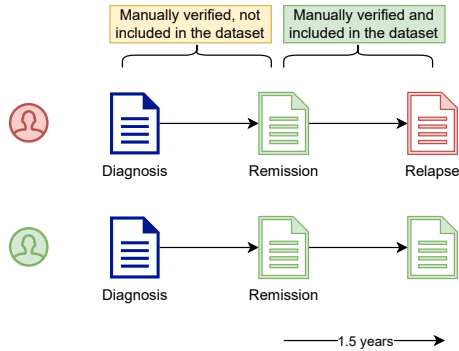 Manually verified, not
included in the dataset
Manually verified and
included in the dataset
Diagnosis
Remission
Relapse
Diagnosis
Remission
1.5 years